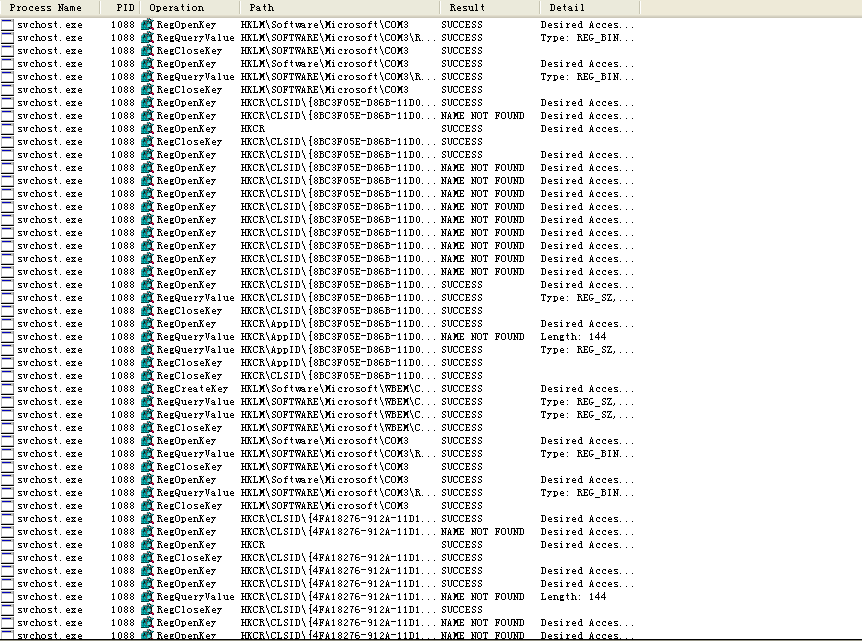 Process Name PID Operation Path Result Detail
svchost.exe 1088 RegOpenKey HKLM\Software\Microsoft\COM3 SUCCESS Desired Acces...
svchost.exe 1088 RegQueryValue HKLM\SOFTWARE\Microsoft\COM3\R... SUCCESS Type: REG_BIN...
svchost.exe 1088 RegCloseKey HKLM\SOFTWARE\Microsoft\COM3 SUCCESS
svchost.exe 1088 RegOpenKey HKLM\Software\Microsoft\COM3 SUCCESS Desired Acces...
svchost.exe 1088 RegQueryValue HKLM\SOFTWARE\Microsoft\COM3\R... SUCCESS Type: REG_BIN...
svchost.exe 1088 RegCloseKey HKLM\SOFTWARE\Microsoft\COM3 SUCCESS
svchost.exe 1088 RegOpenKey HKCR\CLSID\{8BC3F05E-D86B-11D0... SUCCESS Desired Acces...
svchost.exe 1088 RegOpenKey HKCR\CLSID\{8BC3F05E-D86B-11D0... NAME NOT FOUND Desired Acces...
svchost.exe 1088 RegOpenKey HKCR SUCCESS Desired Acces...
svchost.exe 1088 RegCloseKey HKCR\CLSID\{8BC3F05E-D86B-11D0... SUCCESS
svchost.exe 1088 RegOpenKey HKCR\CLSID\{8BC3F05E-D86B-11D0... SUCCESS Desired Acces...
svchost.exe 1088 RegOpenKey HKCR\CLSID\{8BC3F05E-D86B-11D0... NAME NOT FOUND Desired Acces...
svchost.exe 1088 RegOpenKey HKCR\CLSID\{8BC3F05E-D86B-11D0... NAME NOT FOUND Desired Acces...
svchost.exe 1088 RegOpenKey HKCR\CLSID\{8BC3F05E-D86B-11D0... NAME NOT FOUND Desired Acces...
svchost.exe 1088 RegOpenKey HKCR\CLSID\{8BC3F05E-D86B-11D0... NAME NOT FOUND Desired Acces...
svchost.exe 1088 RegOpenKey HKCR\CLSID\{8BC3F05E-D86B-11D0... NAME NOT FOUND Desired Acces...
svchost.exe 1088 RegOpenKey HKCR\CLSID\{8BC3F05E-D86B-11D0... NAME NOT FOUND Desired Acces...
svchost.exe 1088 RegOpenKey HKCR\CLSID\{8BC3F05E-D86B-11D0... NAME NOT FOUND Desired Acces...
svchost.exe 1088 RegOpenKey HKCR\CLSID\{8BC3F05E-D86B-11D0... NAME NOT FOUND Desired Acces...
svchost.exe 1088 RegOpenKey HKCR\CLSID\{8BC3F05E-D86B-11D0... NAME NOT FOUND Desired Acces...
svchost.exe 1088 RegOpenKey HKCR\CLSID\{8BC3F05E-D86B-11D0... SUCCESS Desired Acces...
svchost.exe 1088 RegQueryValue HKCR\CLSID\{8BC3F05E-D86B-11D0... SUCCESS Type: REG_SZ,...
svchost.exe 1088 RegCloseKey HKCR\CLSID\{8BC3F05E-D86B-11D0... SUCCESS
svchost.exe 1088 RegOpenKey HKCR\AppID\{8BC3F05E-D86B-11D0... SUCCESS Desired Acces...
svchost.exe 1088 RegQueryValue HKCR\AppID\{8BC3F05E-D86B-11D0... NAME NOT FOUND Length: 144
svchost.exe 1088 RegQueryValue HKCR\AppID\{8BC3F05E-D86B-11D0... SUCCESS Type: REG_SZ,...
svchost.exe 1088 RegCloseKey HKCR\AppID\{8BC3F05E-D86B-11D0... SUCCESS
svchost.exe 1088 RegCloseKey HKCR\CLSID\{8BC3F05E-D86B-11D0... SUCCESS
svchost.exe 1088 RegCreateKey HKLM\Software\Microsoft\WBEM\C... SUCCESS Desired Acces...
svchost.exe 1088 RegQueryValue HKLM\SOFTWARE\Microsoft\WBEM\C... SUCCESS Type: REG_SZ,...
svchost.exe 1088 RegQueryValue HKLM\SOFTWARE\Microsoft\WBEM\C... SUCCESS Type: REG_SZ,...
svchost.exe 1088 RegCloseKey HKLM\SOFTWARE\Microsoft\WBEM\C... SUCCESS
svchost.exe 1088 RegOpenKey HKLM\Software\Microsoft\COM3 SUCCESS Desired Acces...
svchost.exe 1088 RegQueryValue HKLM\SOFTWARE\Microsoft\COM3\R... SUCCESS Type: REG_BIN...
svchost.exe 1088 RegCloseKey HKLM\SOFTWARE\Microsoft\COM3 SUCCESS
svchost.exe 1088 RegOpenKey HKLM\Software\Microsoft\COM3 SUCCESS Desired Acces...
svchost.exe 1088 RegQueryValue HKLM\SOFTWARE\Microsoft\COM3\R... SUCCESS Type: REG_BIN...
svchost.exe 1088 RegCloseKey HKLM\SOFTWARE\Microsoft\COM3 SUCCESS
svchost.exe 1088 RegOpenKey HKCR\CLSID\{4FA18276-912A-11D1... SUCCESS Desired Acces...
svchost.exe 1088 RegOpenKey HKCR\CLSID\{4FA18276-912A-11D1... NAME NOT FOUND Desired Acces...
svchost.exe 1088 RegOpenKey HKCR SUCCESS Desired Acces...
svchost.exe 1088 RegCloseKey HKCR\CLSID\{4FA18276-912A-11D1... SUCCESS
svchost.exe 1088 RegOpenKey HKCR\CLSID\{4FA18276-912A-11D1... SUCCESS Desired Acces...
svchost.exe 1088 RegOpenKey HKCR\CLSID\{4FA18276-912A-11D1... SUCCESS Desired Acces...
svchost.exe 1088 RegQueryValue HKCR\CLSID\{4FA18276-912A-11D1... NAME NOT FOUND Length: 144
svchost.exe 1088 RegCloseKey HKCR\CLSID\{4FA18276-912A-11D1... SUCCESS
svchost.exe 1088 RegOpenKey HKCR\CLSID\{4FA18276-912A-11D1... NAME NOT FOUND Desired Acces...
svchost.exe 1088 RegOpenKey HKCR\CLSID\{4FA18276-912A-11D1... NAME NOT FOUND Desired Acces...